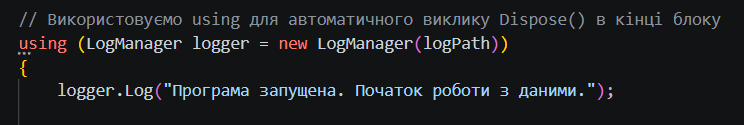 // Використовуємо using для автоматичного виклику Dispose() в кінці блоку
using (LogManager logger = new LogManager(logPath))
{
logger.Log("Програма запущена. Початок роботи з даними.");